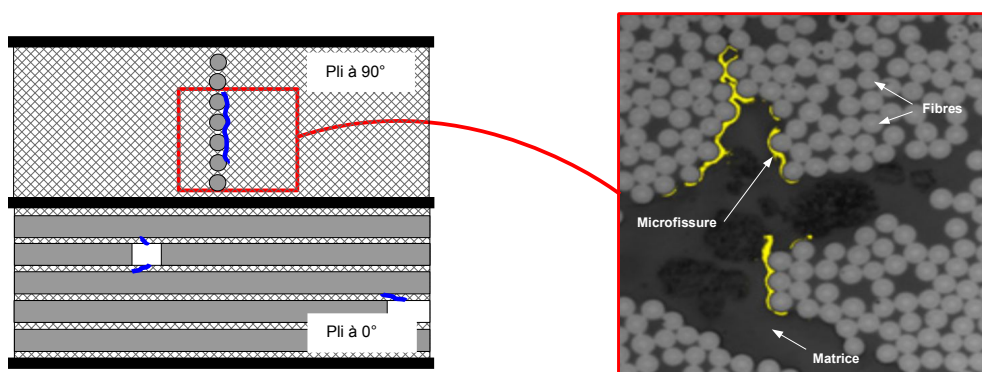 Pli à 90°
Pli à 0°
Fibres
Microfissure
Matrice